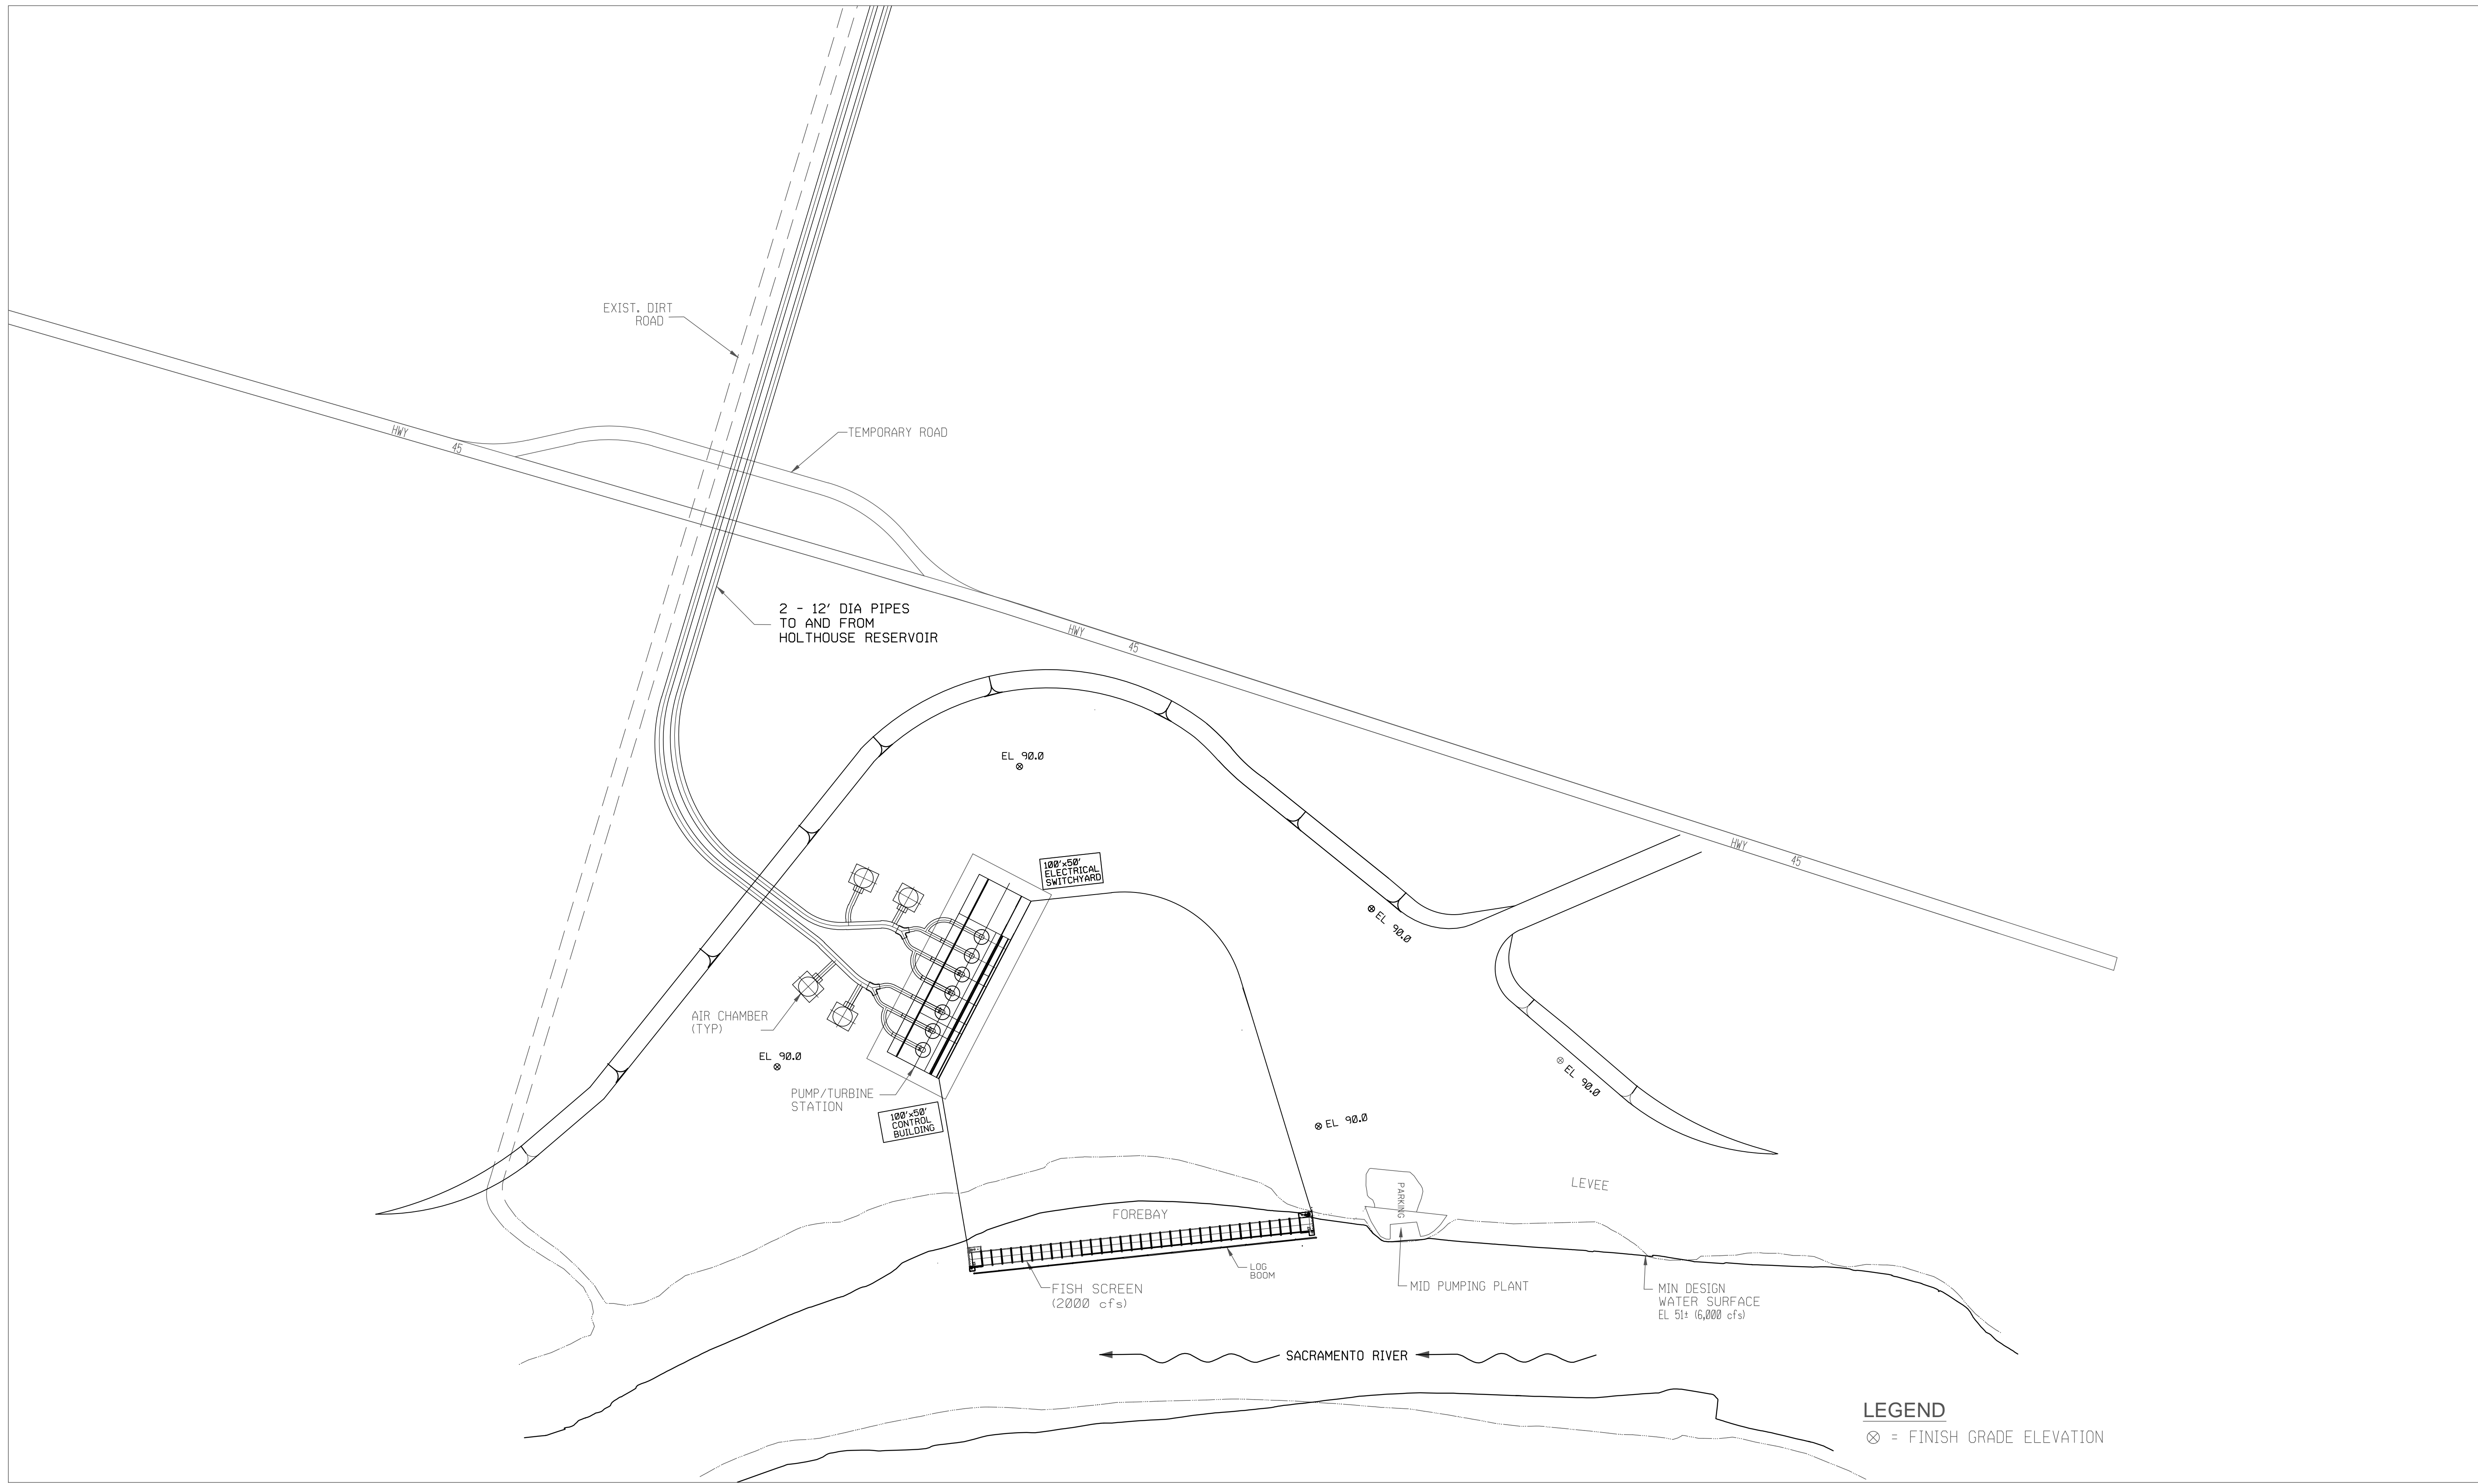 EXIST. DIRT
ROAD
TEMPORARY ROAD
HWY
45
2 - 12' DIA PIPES
TO AND FROM
HOLTHOUSE RESERVOIR
HWY
45
EL 90.0
HWY
45
100'x50'
ELECTRICAL
SWITCHYARD
EL 90.0
AIR CHAMBER
(TYP)
EL 90.0
PUMP/TURBINE
STATION
100'x50'
CONTROL
BUILDING
EL 90.0
EL 90.0
LEVEE
PARKING
FOREBAY
LOG
BOOM
FISH SCREEN
(2000 cfs)
MID PUMPING PLANT
MIN DESIGN
WATER SURFACE
EL 51± (6,000 cfs)
SACRAMENTO RIVER
LEGEND
⊗ = FINISH GRADE ELEVATION